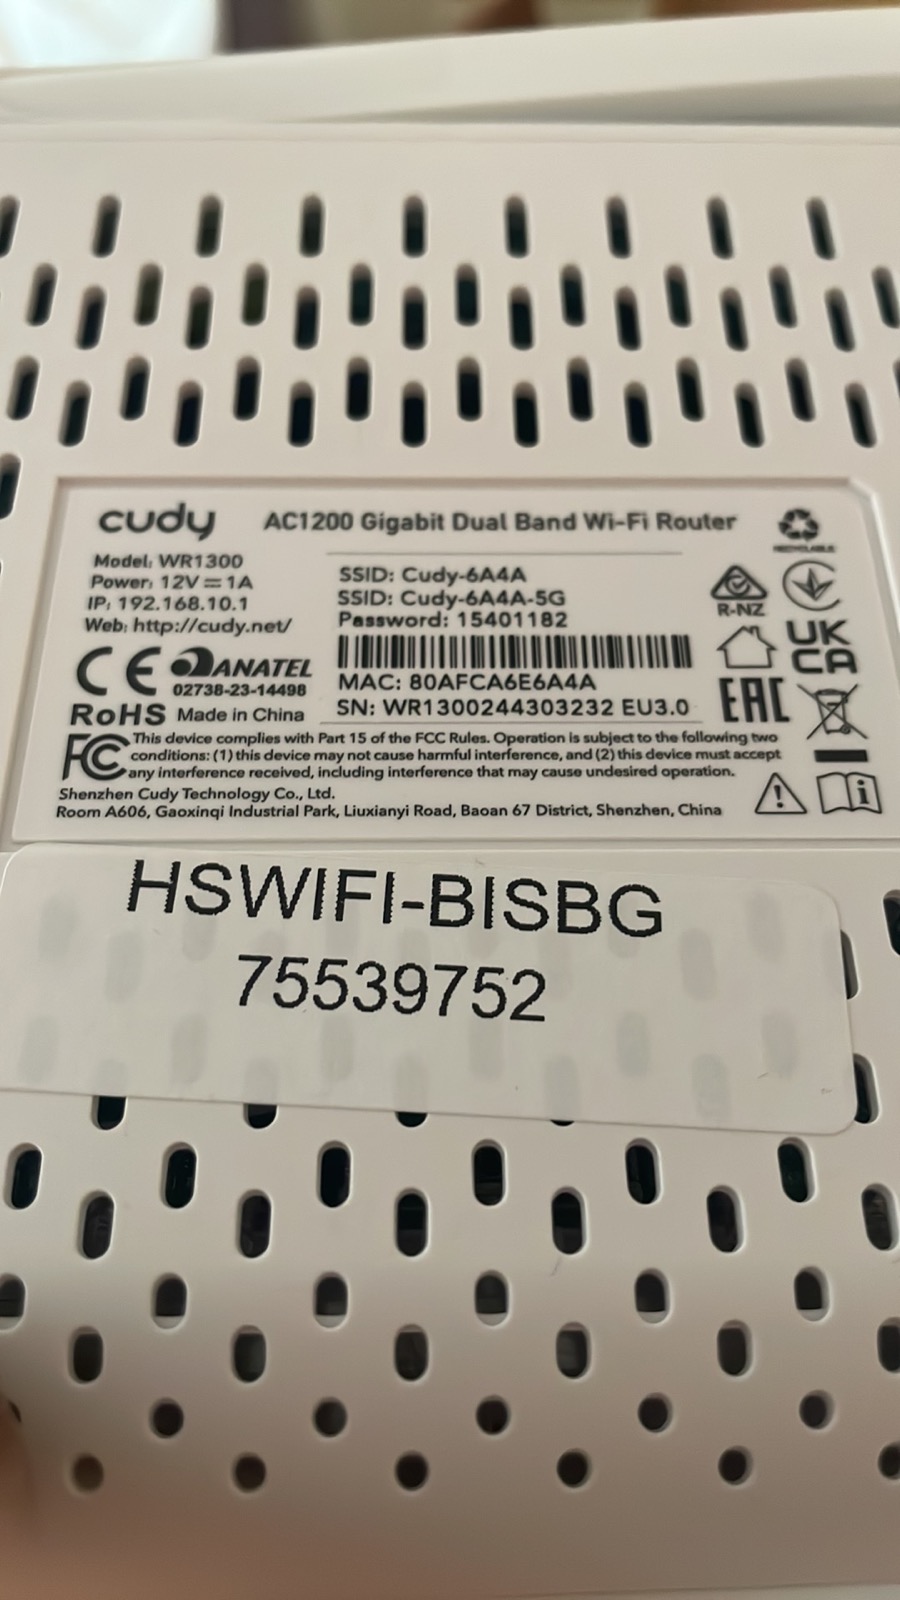 cudy AC1200 Gigabit Dual Band Wi-Fi Router
RECYCLABLE
Model: WR1300
Power: 12V⎓1A
IP: 192.168.10.1
Web: http://cudy.net/
SSID: Cudy-6A4A
SSID: Cudy-6A4A-5G
Password: 15401182
MAC: 80AFCA6E6A4A
SN: WR1300244303232 EU3.0
R-NZ
UK
CA
EAC
CE ANATEL
02738-23-14498
RoHS Made in China
FC This device complies with Part 15 of the FCC Rules. Operation is subject to the following two
conditions: (1) this device may not cause harmful interference, and (2) this device must accept
any interference received, including interference that may cause undesired operation.
Shenzhen Cudy Technology Co., Ltd.
Room A606, Gaoxinqi Industrial Park, Liuxianyi Road, Baoan 67 District, Shenzhen, China
HSWIFI-BISBG
75539752